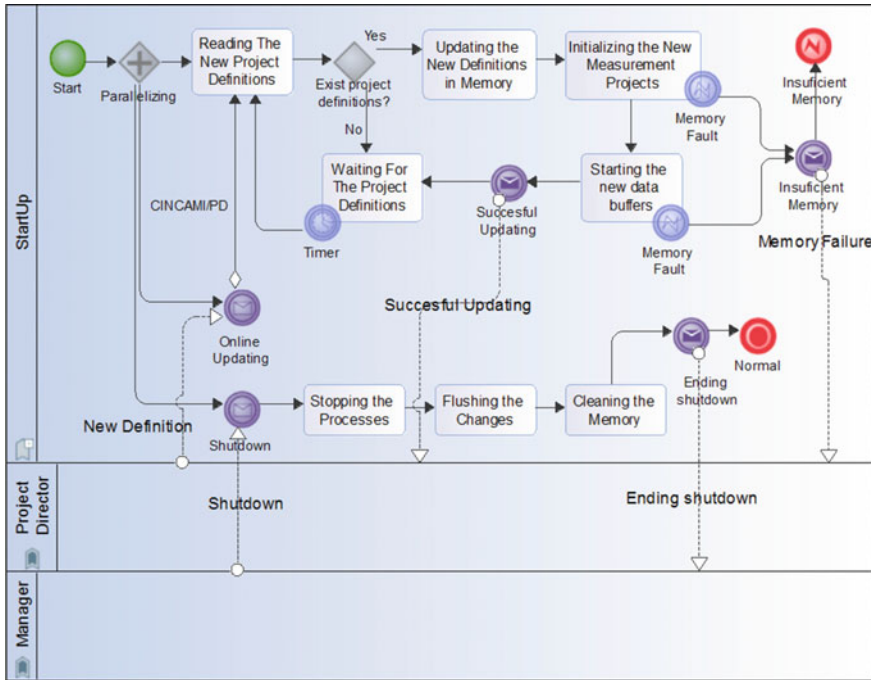 StartUp
Start
Parallelizing
Reading The
New Project
Definitions
Exist project
definitions?
Yes
No
Updating the
New Definitions
in Memory
Initializing the New
Measurement
Projects
Memory
Fault
Insuficient
Memory
Waiting For
The Project
Definitions
Timer
Succesful
Updating
Starting the
new data
buffers
Memory
Fault
Insuficient
Memory
CINCAMI/PD
Memory Failure
Succesful Updating
Online
Updating
New Definition
Shutdown
Stopping the
Processes
Flushing the
Changes
Cleaning the
Memory
Ending
shutdown
Normal
Project
Director
Shutdown
Ending shutdown
Manager